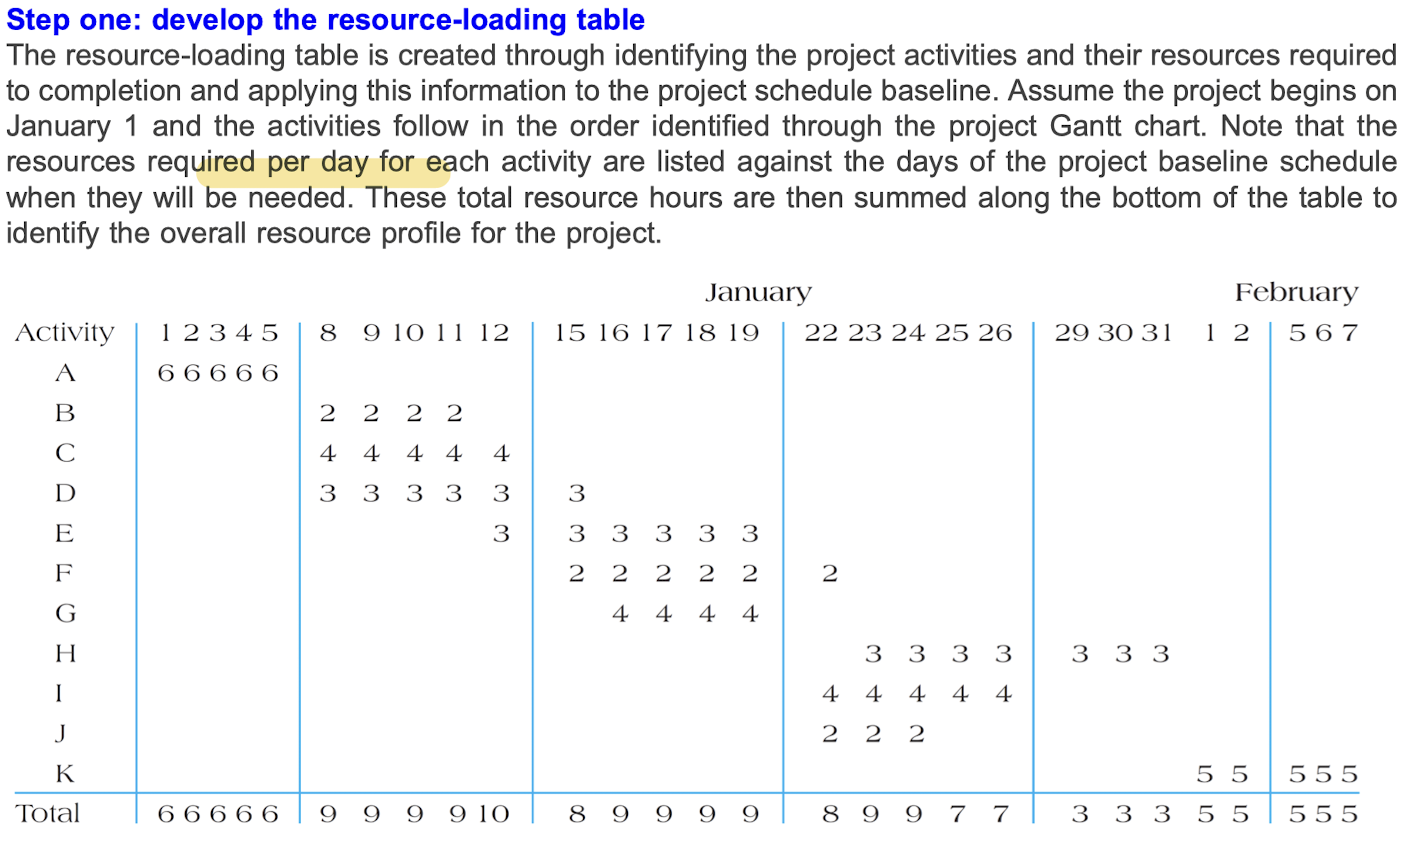 Step one: develop the resource-loading table
The resource-loading table is created through identifying the project activities and their resources required
to completion and applying this information to the project schedule baseline. Assume the project begins on
January 1 and the activities follow in the order identified through the project Gantt chart. Note that the
resources required per day for each activity are listed against the days of the project baseline schedule
when they will be needed. These total resource hours are then summed along the bottom of the table to
identify the overall resource profile for the project.
January February
Activity 1 2 3 4 5 8 9 10 11 12 15 16 17 18 19 22 23 24 25 26 29 30 31 1 2 5 6 7
A 6 6 6 6 6
B 2 2 2 2
C 4 4 4 4 4
D 3 3 3 3 3 3
E 3 3 3 3 3 3
F 2 2 2 2 2 2
G 4 4 4 4
H 3 3 3 3 3 3 3
I 4 4 4 4 4
J 2 2 2
K 5 5 5 5 5
Total 6 6 6 6 6 9 9 9 9 10 8 9 9 9 9 8 9 9 7 7 3 3 3 5 5 5 5 5